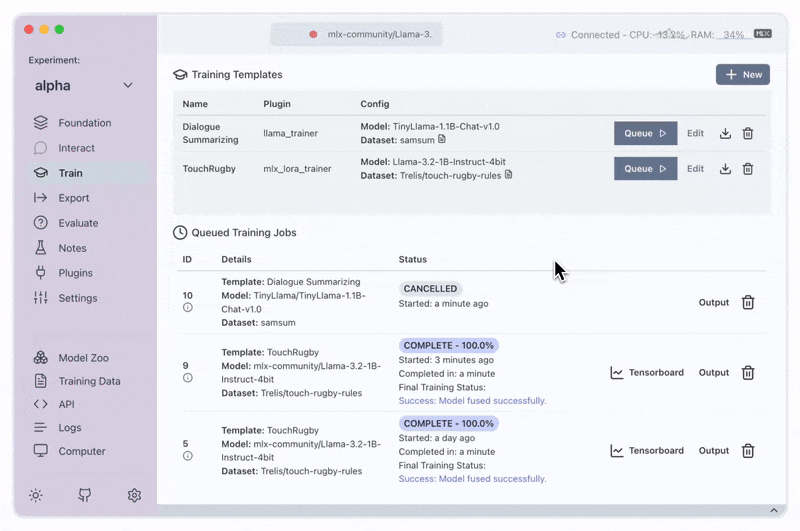 mlx-community/Llama-3.
Connected - CPU: 13.2%, RAM: 34% MLX
Experiment:
alpha
Foundation
Interact
Train
Export
Evaluate
Notes
Plugins
Settings
Model Zoo
Training Data
API
Logs
Computer
Training Templates
New
Name Plugin Config
Dialogue
Summarizing
llama_trainer
Model: TinyLlama-1.1B-Chat-v1.0
Dataset: samsum
Queue Edit
TouchRugby
mlx_lora_trainer
Model: Llama-3.2-1B-Instruct-4bit
Dataset: Trelis/touch-rugby-rules
Queue Edit
Queued Training Jobs
ID Details Status
10
Template: Dialogue Summarizing
Model: TinyLlama/TinyLlama-1.1B-
Chat-v1.0
Dataset: samsum
CANCELLED
Started: a minute ago
Output
9
Template: TouchRugby
Model: mlx-community/Llama-3.2-1B-
Instruct-4bit
Dataset: Trelis/touch-rugby-rules
COMPLETE - 100.0%
Started: 3 minutes ago
Completed in: a minute
Final Training Status:
Success: Model fused successfully.
Tensorboard Output
5
Template: TouchRugby
Model: mlx-community/Llama-3.2-1B-
Instruct-4bit
Dataset: Trelis/touch-rugby-rules
COMPLETE - 100.0%
Started: a day ago
Completed in: a minute
Final Training Status:
Success: Model fused successfully.
Tensorboard Output